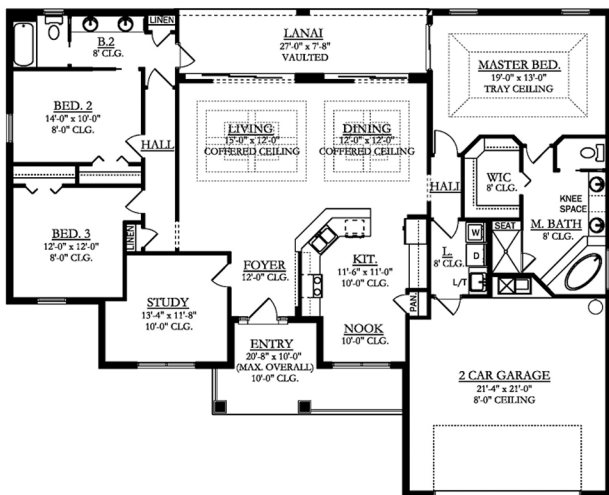 LINEN
B.2
8' CLG.
LANAI
27'-0" x 7'-8"
VAULTED
MASTER BED.
19'-0" x 13'-0"
TRAY CEILING
BED. 2
14'-0" x 10'-0"
8'-0" CLG.
HALL
LIVING
15'-0" x 12'-0"
COFFERED CEILING
DINING
12'-0" x 12'-0"
COFFERED CEILING
HALL
WIC
8' CLG.
KNEE
SPACE
M. BATH
8' CLG.
SEAT
BED. 3
12'-0" x 12'-0"
8'-0" CLG.
LINEN
FOYER
12'-0" CLG.
KIT.
11'-6" x 11'-0"
10'-0" CLG.
L.
8' CLG.
W
D
L/T
STUDY
13'-4" x 11'-8"
10'-0" CLG.
PAN.
NOOK
10'-0" CLG.
ENTRY
20'-8" x 10'-0"
(MAX. OVERALL)
10'-0" CLG.
2 CAR GARAGE
21'-4" x 21'-0"
8'-0" CEILING